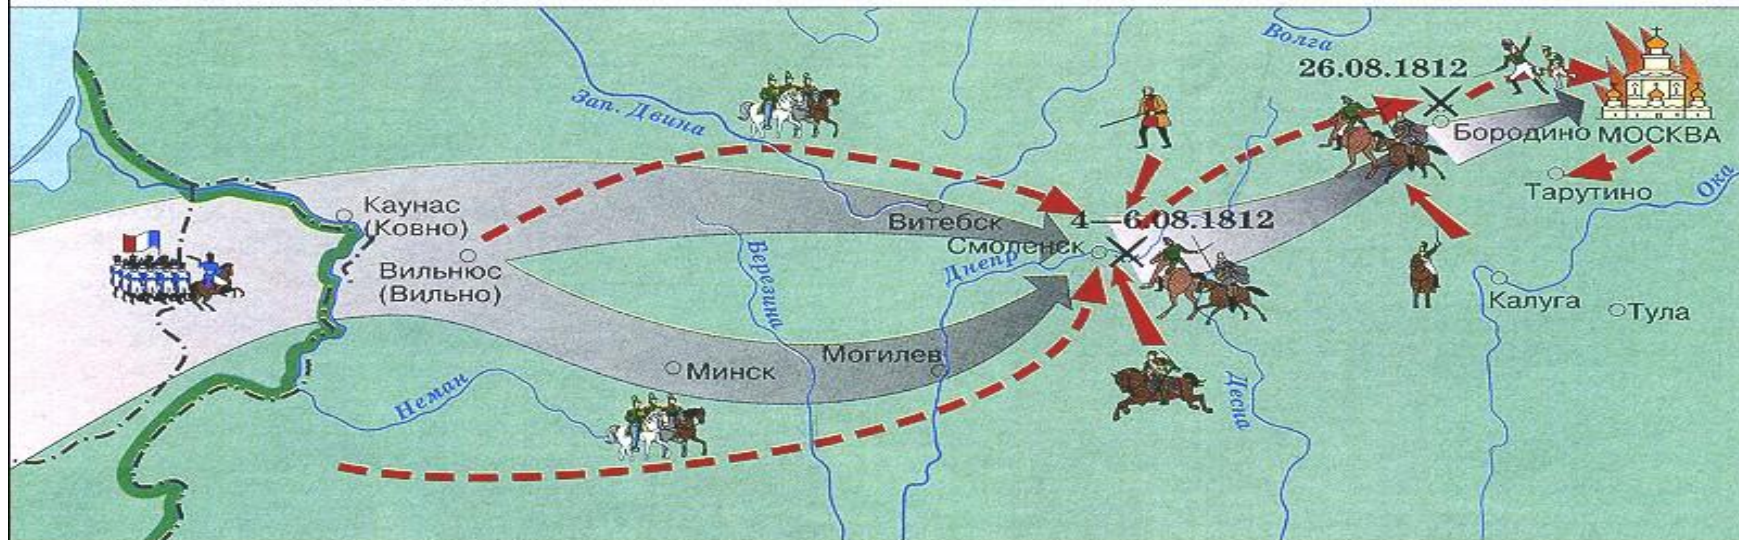 Волга
26.08.1812
Зап. Двина
Бородино
МОСКВА
Тарутино
Ока
Каунас
(Ковно)
Витебск
4—6.08.1812
Смоленск
Днепр
Березина
Вильнюс
(Вильно)
Калуга
Тула
Могилев
Минск
Неман
Десна